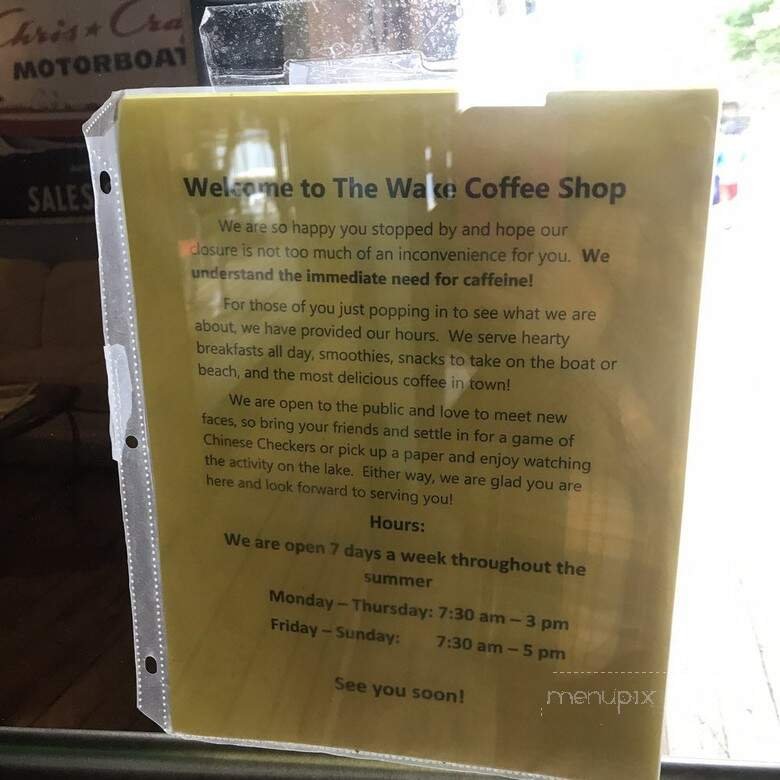 Chris★Cra
MOTORBOAT
SALES
Welcome to The Wake Coffee Shop
We are so happy you stopped by and hope our
closure is not too much of an inconvenience for you. We
understand the immediate need for caffeine!
For those of you just popping in to see what we are
about, we have provided our hours. We serve hearty
breakfasts all day, smoothies, snacks to take on the boat or
beach, and the most delicious coffee in town!
We are open to the public and love to meet new
faces, so bring your friends and settle in for a game of
Chinese Checkers or pick up a paper and enjoy watching
the activity on the lake. Either way, we are glad you are
here and look forward to serving you!
Hours:
We are open 7 days a week throughout the
summer
Monday – Thursday: 7:30 am – 3 pm
Friday – Sunday: 7:30 am – 5 pm
See you soon!
menupix